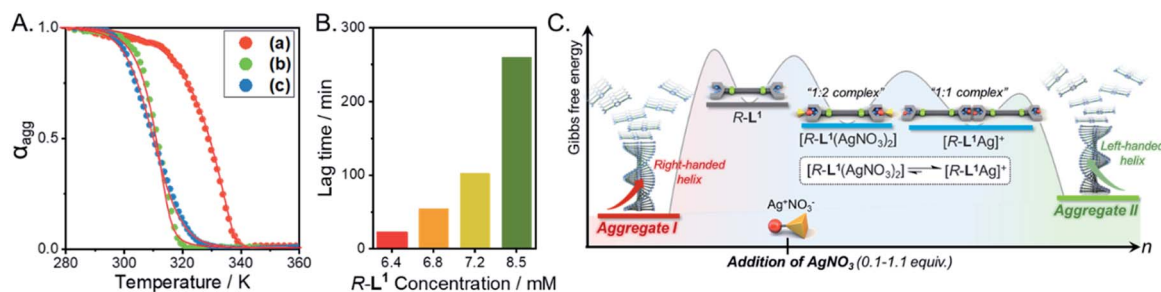 A.
1.0
0.5
0.0
280
300
320
340
360
αagg
Temperature / K
(a)
(b)
(c)
B.
300
200
100
0
Lag time / min
6.4
6.8
7.2
8.5
R-L¹ Concentration / mM
C.
Gibbs free energy
Right-handed
helix
Aggregate I
R-L¹
"1:2 complex"
[R-L¹(AgNO₃)₂]
"1:1 complex"
[R-L¹Ag]⁺
[R-L¹(AgNO₃)₂] ⇌ [R-L¹Ag]⁺
Ag⁺NO₃⁻
Addition of AgNO₃ (0.1-1.1 equiv.)
Left-handed
helix
Aggregate II
n